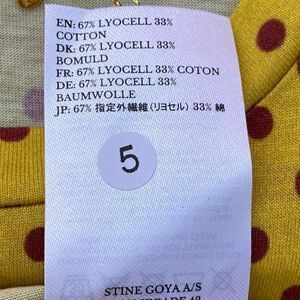 EN: 67% LYOCELL 33%
COTTON
DK: 67% LYOCELL 33%
BOMULD
FR: 67% LYOCELL 33% COTON
DE: 67% LYOCELL 33%
BAUMWOLLE
JP: 67% 指定外繊維(リヨセル) 33% 綿
5
STINE GOYA A/S